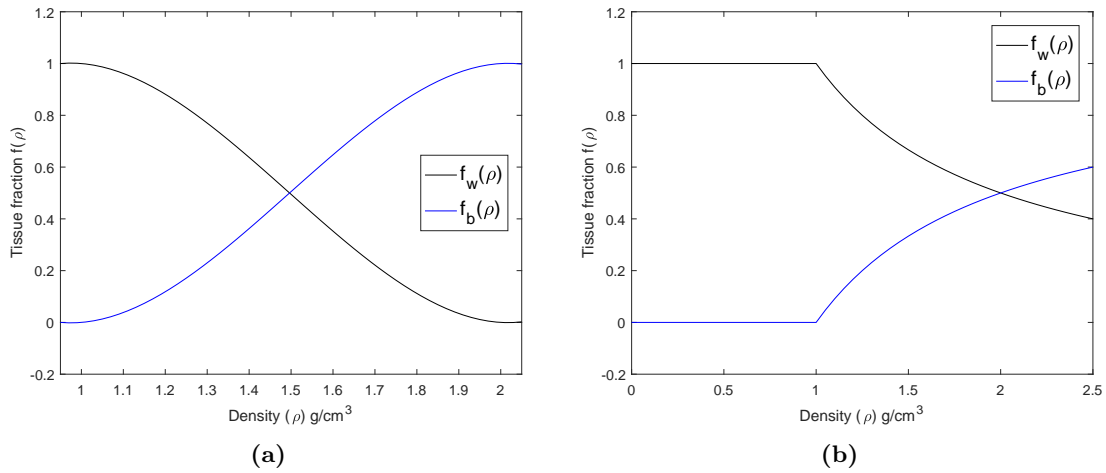 1.2
1
0.8
0.6
0.4
0.2
0
-0.2
Tissue fraction f(ρ)
f_w(ρ)
f_b(ρ)
1 1.1 1.2 1.3 1.4 1.5 1.6 1.7 1.8 1.9 2
Density (ρ) g/cm³
(a)
1.2
1
0.8
0.6
0.4
0.2
0
-0.2
Tissue fraction f(ρ)
f_w(ρ)
f_b(ρ)
0 0.5 1 1.5 2 2.5
Density (ρ) g/cm³
(b)